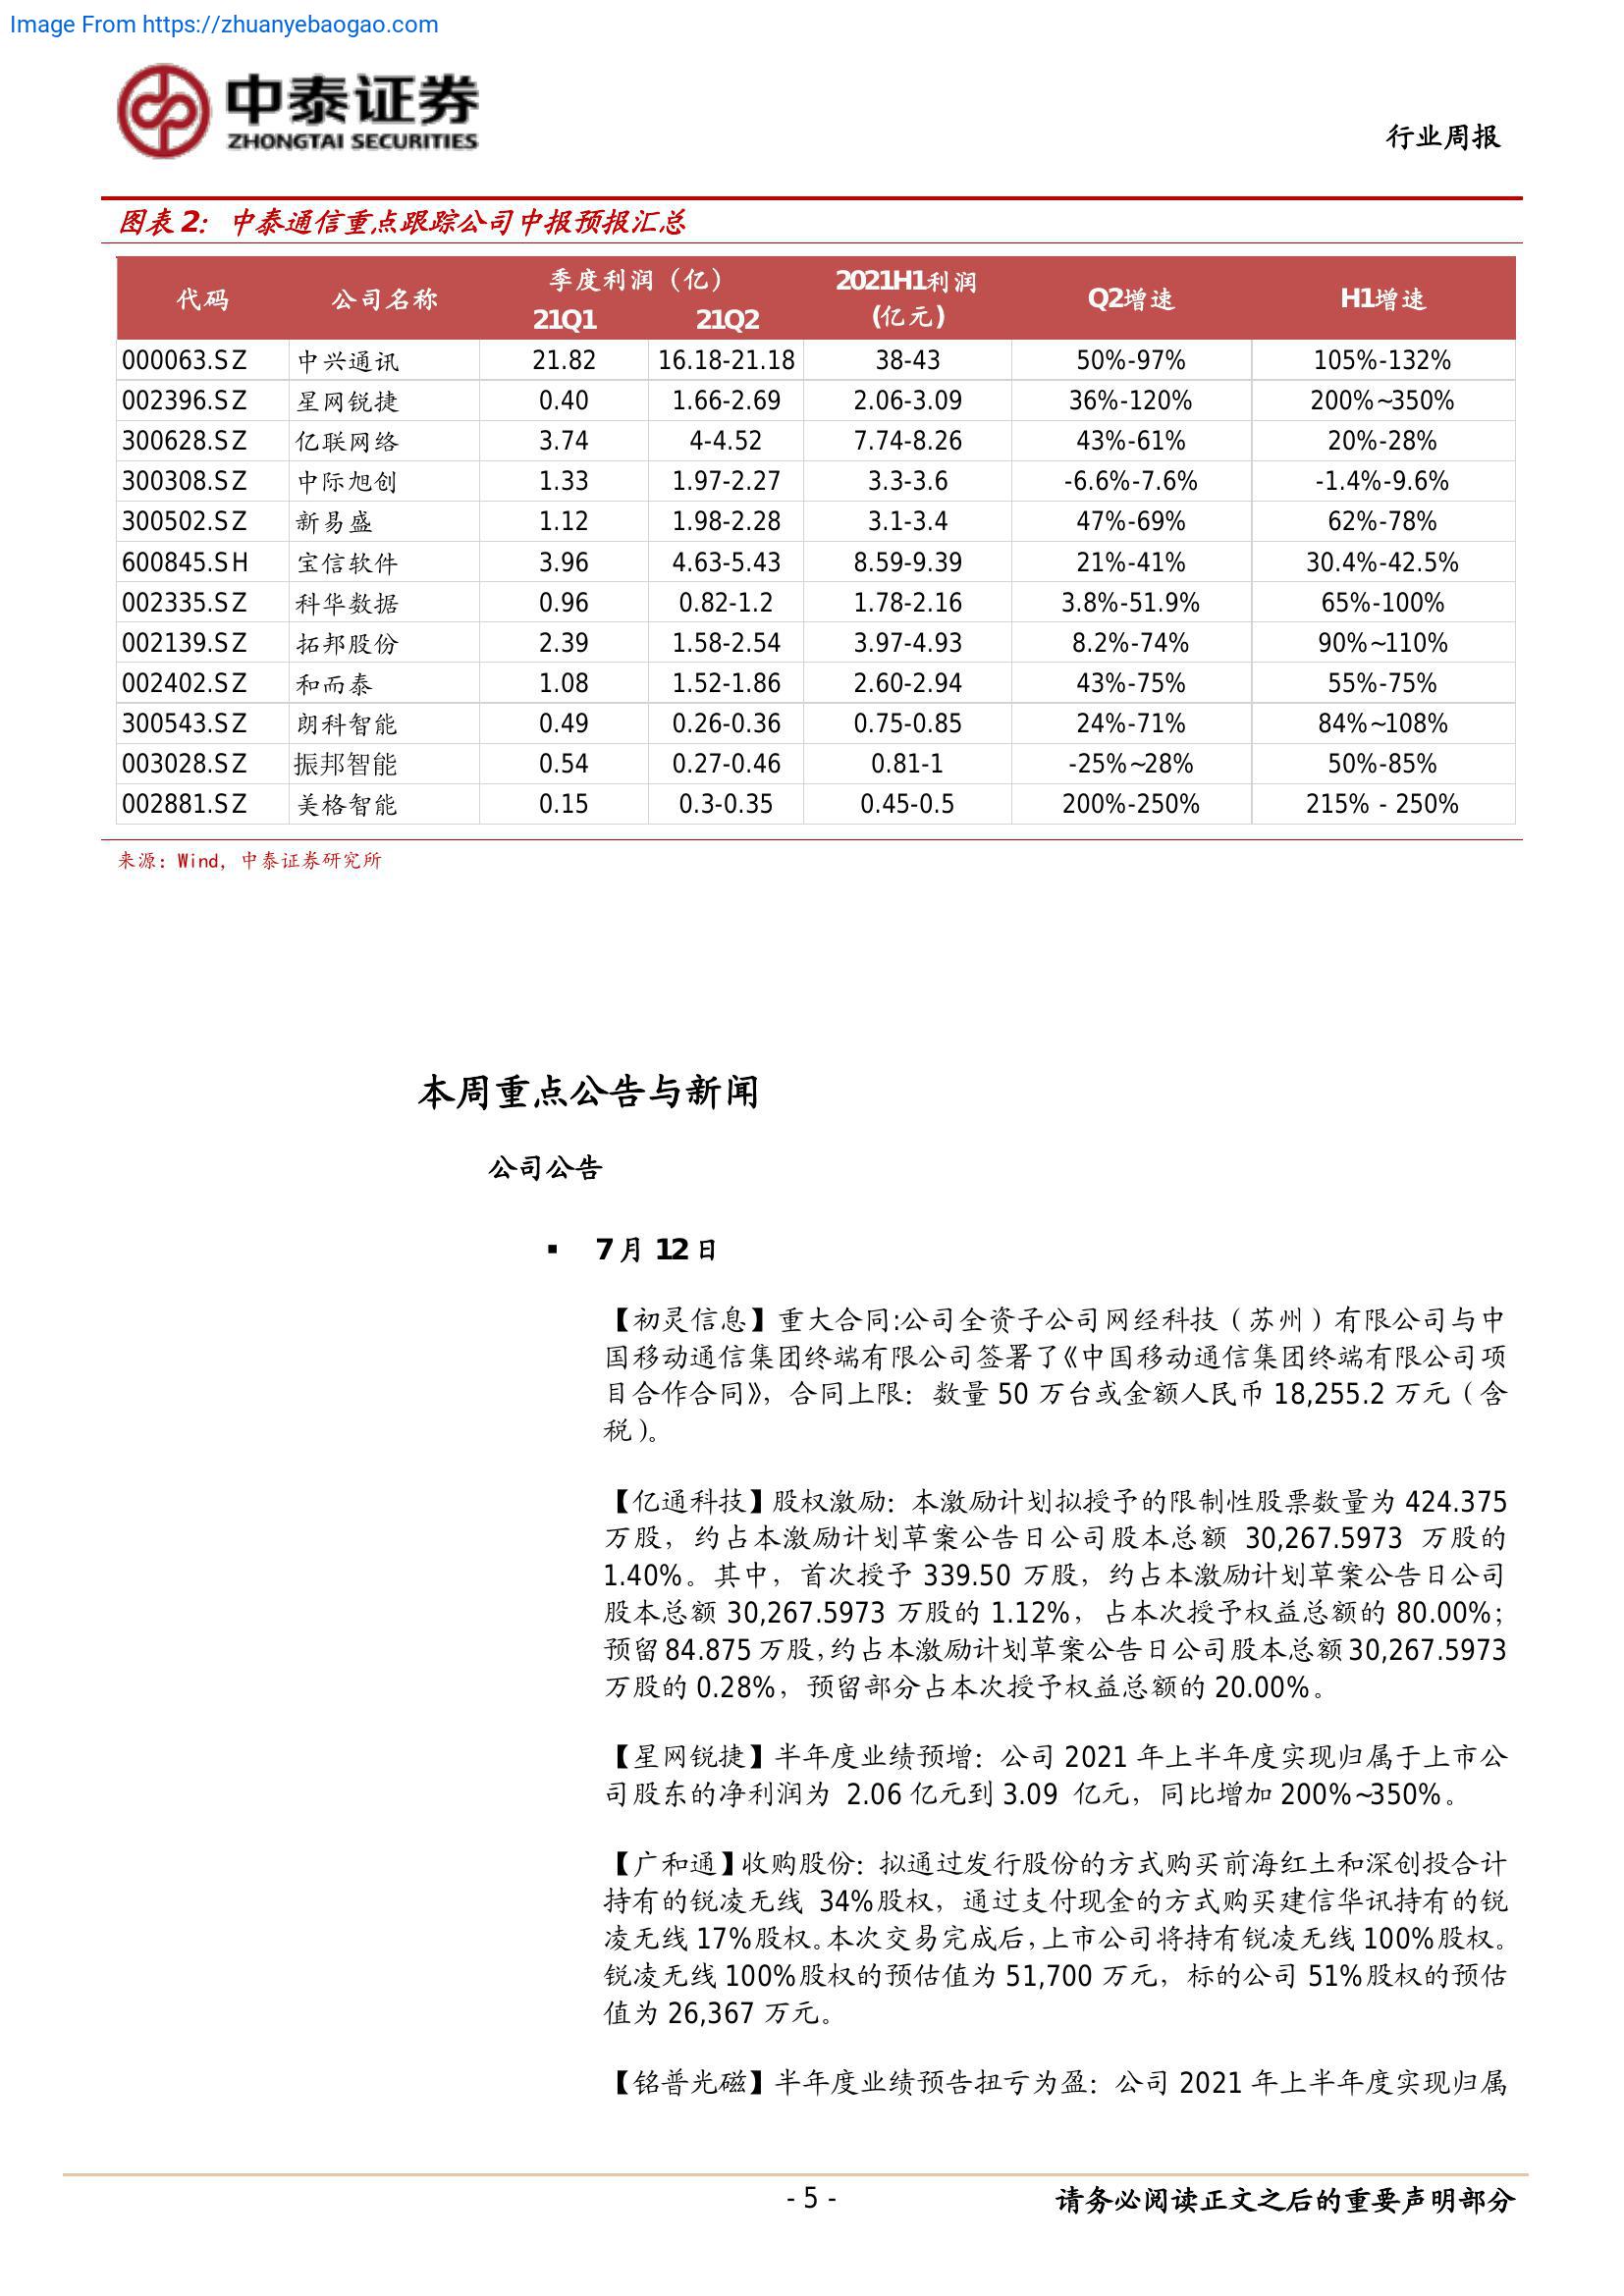 Image From https://zhuanyebaogao.com
中泰证券
ZHONGTAI SECURITIES
行业周报
图表 2：中泰通信重点跟踪公司中报预报汇总
代码 公司名称 季度利润（亿） 21Q1 21Q2 2021H1利润(亿元) Q2增速 H1增速
000063.SZ 中兴通讯 21.82 16.18-21.18 38-43 50%-97% 105%-132%
002396.SZ 星网锐捷 0.40 1.66-2.69 2.06-3.09 36%-120% 200%~350%
300628.SZ 亿联网络 3.74 4-4.52 7.74-8.26 43%-61% 20%-28%
300308.SZ 中际旭创 1.33 1.97-2.27 3.3-3.6 -6.6%-7.6% -1.4%-9.6%
300502.SZ 新易盛 1.12 1.98-2.28 3.1-3.4 47%-69% 62%-78%
600845.SH 宝信软件 3.96 4.63-5.43 8.59-9.39 21%-41% 30.4%-42.5%
002335.SZ 科华数据 0.96 0.82-1.2 1.78-2.16 3.8%-51.9% 65%-100%
002139.SZ 拓邦股份 2.39 1.58-2.54 3.97-4.93 8.2%-74% 90%~110%
002402.SZ 和而泰 1.08 1.52-1.86 2.60-2.94 43%-75% 55%-75%
300543.SZ 朗科智能 0.49 0.26-0.36 0.75-0.85 24%-71% 84%~108%
003028.SZ 振邦智能 0.54 0.27-0.46 0.81-1 -25%~28% 50%-85%
002881.SZ 美格智能 0.15 0.3-0.35 0.45-0.5 200%-250% 215% - 250%
来源：Wind，中泰证券研究所
本周重点公告与新闻
公司公告
▪ 7 月 12 日
【初灵信息】重大合同:公司全资子公司网经科技（苏州）有限公司与中
国移动通信集团终端有限公司签署了《中国移动通信集团终端有限公司项
目合作合同》，合同上限：数量 50 万台或金额人民币 18,255.2 万元（含
税）。
【亿通科技】股权激励：本激励计划拟授予的限制性股票数量为 424.375
万股，约占本激励计划草案公告日公司股本总额 30,267.5973 万股的
1.40%。其中，首次授予 339.50 万股，约占本激励计划草案公告日公司
股本总额 30,267.5973 万股的 1.12%，占本次授予权益总额的 80.00%；
预留 84.875 万股，约占本激励计划草案公告日公司股本总额 30,267.5973
万股的 0.28%，预留部分占本次授予权益总额的 20.00%。
【星网锐捷】半年度业绩预增：公司 2021 年上半年度实现归属于上市公
司股东的净利润为 2.06 亿元到 3.09 亿元，同比增加 200%~350%。
【广和通】收购股份：拟通过发行股份的方式购买前海红土和深创投合计
持有的锐凌无线 34%股权，通过支付现金的方式购买建信华讯持有的锐
凌无线 17%股权。本次交易完成后，上市公司将持有锐凌无线 100%股权。
锐凌无线 100%股权的预估值为 51,700 万元，标的公司 51%股权的预估
值为 26,367 万元。
【铭普光磁】半年度业绩预告扭亏为盈：公司 2021 年上半年度实现归属
- 5 -
请务必阅读正文之后的重要声明部分